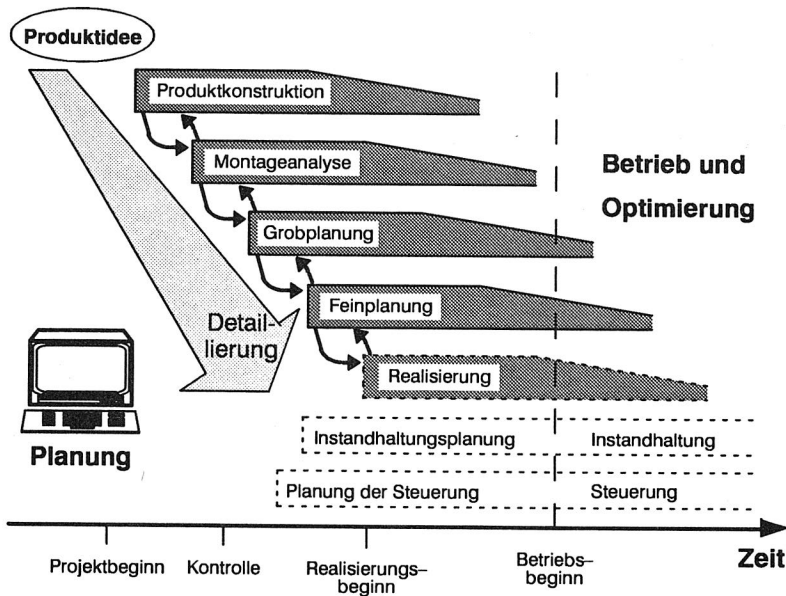 Produktidee
Produktkonstruktion
Montageanalyse
Betrieb und
Optimierung
Grobplanung
Feinplanung
Detail-
lierung
Realisierung
Planung
Instandhaltungsplanung
Instandhaltung
Planung der Steuerung
Steuerung
Projektbeginn
Kontrolle
Realisierungs–
beginn
Betriebs–
beginn
Zeit